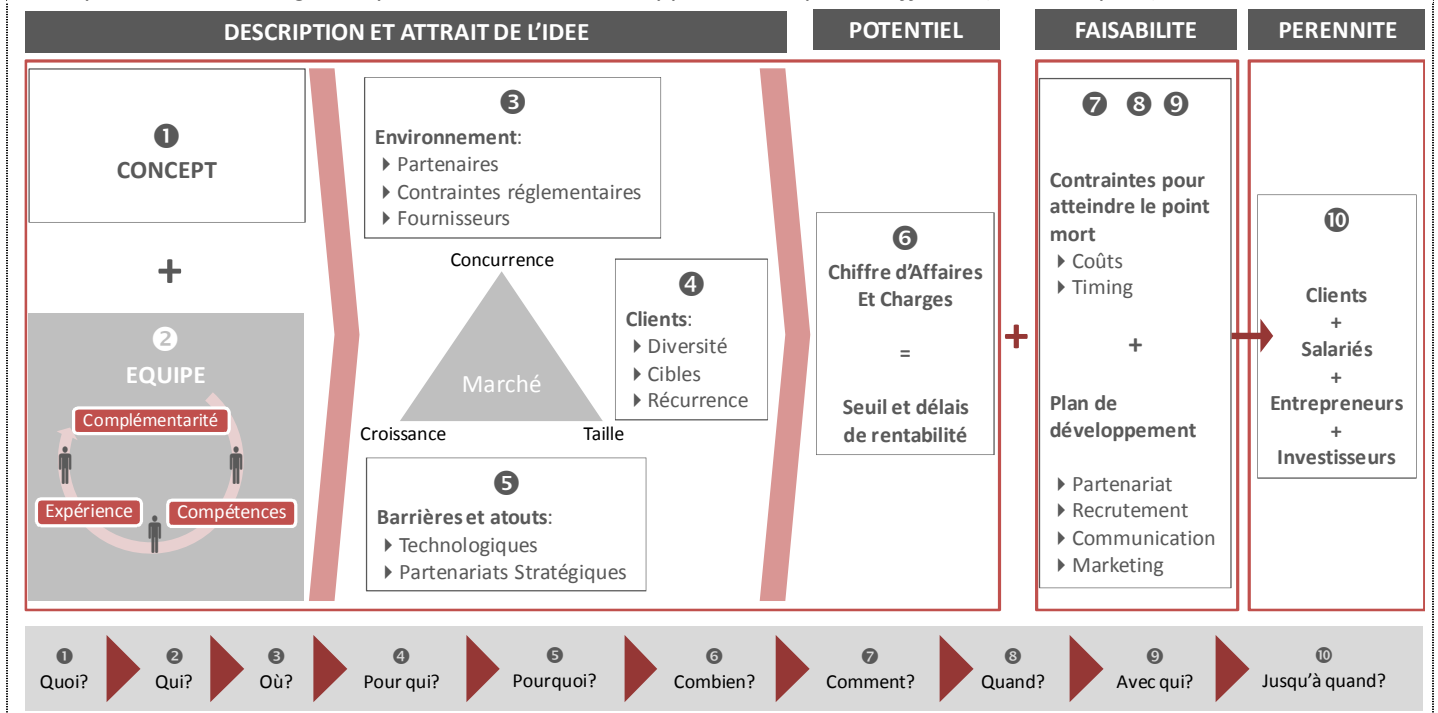 DESCRIPTION ET ATTRAIT DE L'IDEE
POTENTIEL
FAISABILITE
PERENNITE
❶
CONCEPT
+
❷
EQUIPE
Complémentarité
Expérience
Compétences
❸
Environnement:
Partenaires
Contraintes réglementaires
Fournisseurs
Concurrence
Marché
Croissance
Taille
❹
Clients:
Diversité
Cibles
Récurrence
❺
Barrières et atouts:
Technologiques
Partenariats Stratégiques
❻
Chiffre d'Affaires
Et Charges
=
Seuil et délais
de rentabilité
+
❼ ❽ ❾
Contraintes pour
atteindre le point
mort
Coûts
Timing
+
Plan de
développement
Partenariat
Recrutement
Communication
Marketing
❿
Clients
+
Salariés
+
Entrepreneurs
+
Investisseurs
❶
Quoi?
❷
Qui?
❸
Où?
❹
Pour qui?
❺
Pourquoi?
❻
Combien?
❼
Comment?
❽
Quand?
❾
Avec qui?
❿
Jusqu'à quand?